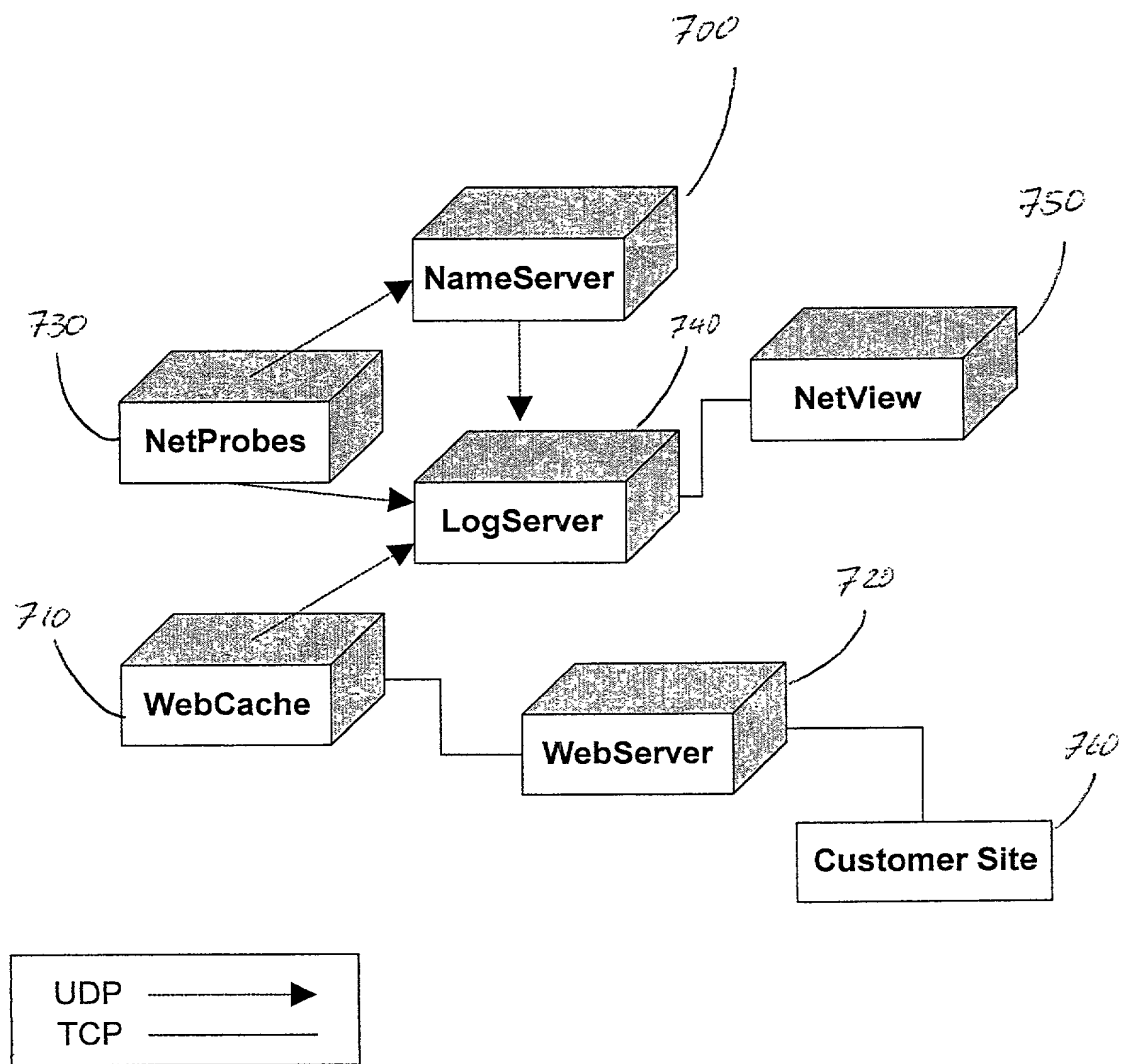 700
750
NameServer
730
740
NetView
NetProbes
LogServer
710
720
WebCache
WebServer
760
Customer Site
UDP
TCP